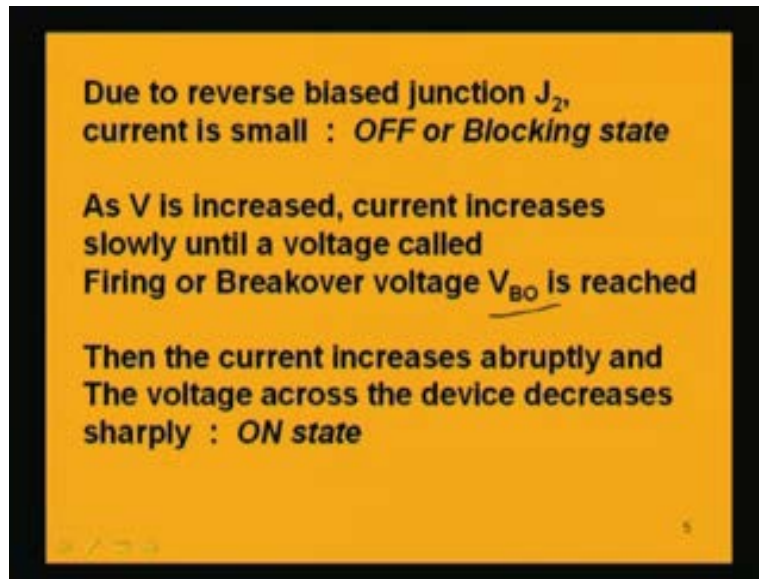 Due to reverse biased junction J₂,
current is small : OFF or Blocking state
As V is increased, current increases
slowly until a voltage called
Firing or Breakover voltage V_BO is reached
Then the current increases abruptly and
The voltage across the device decreases
sharply : ON state
5